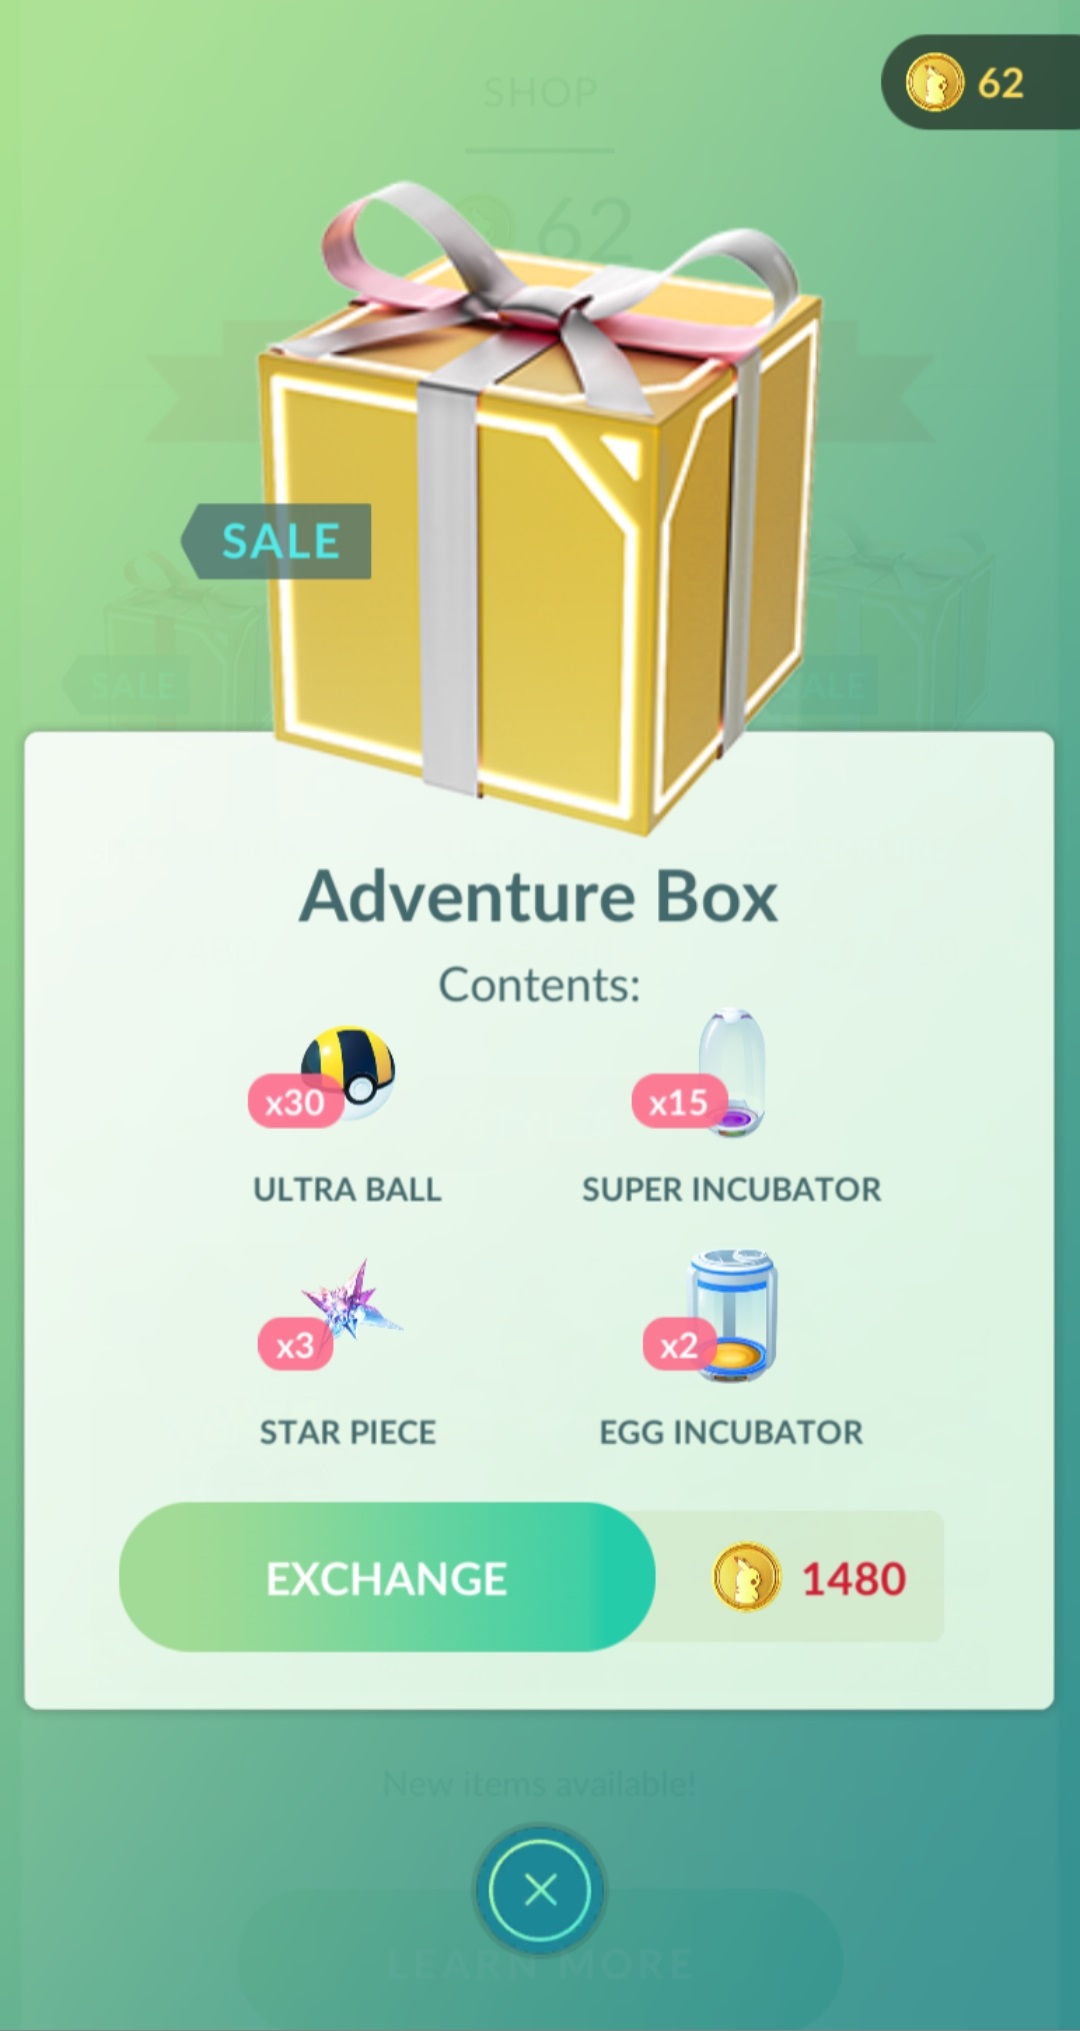 62
SHOP
62
SALE
SALE
SALE
Adventure Box
Contents:
x30
x15
ULTRA BALL
SUPER INCUBATOR
x3
x2
STAR PIECE
EGG INCUBATOR
EXCHANGE
1480
New items available!
LEARN MORE